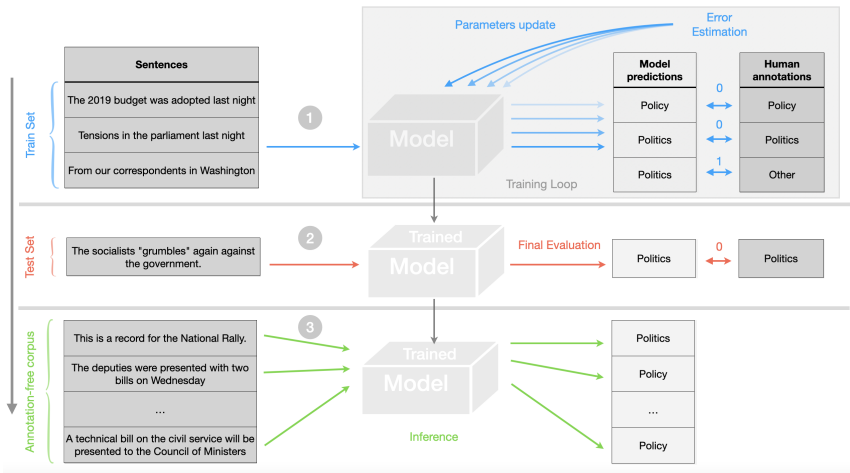 Parameters update
Error
Estimation
Sentences
The 2019 budget was adopted last night
Tensions in the parliament last night
From our correspondents in Washington
Train Set
1
Model
Training Loop
Model
predictions
Policy
Politics
Politics
0
0
1
Human
annotations
Policy
Politics
Other
Test Set
The socialists "grumbles" again against
the government.
2
Trained
Model
Final Evaluation
Politics
0
Politics
Annotation-free corpus
This is a record for the National Rally.
The deputies were presented with two
bills on Wednesday
...
A technical bill on the civil service will be
presented to the Council of Ministers
3
Trained
Model
Inference
Politics
Policy
...
Policy